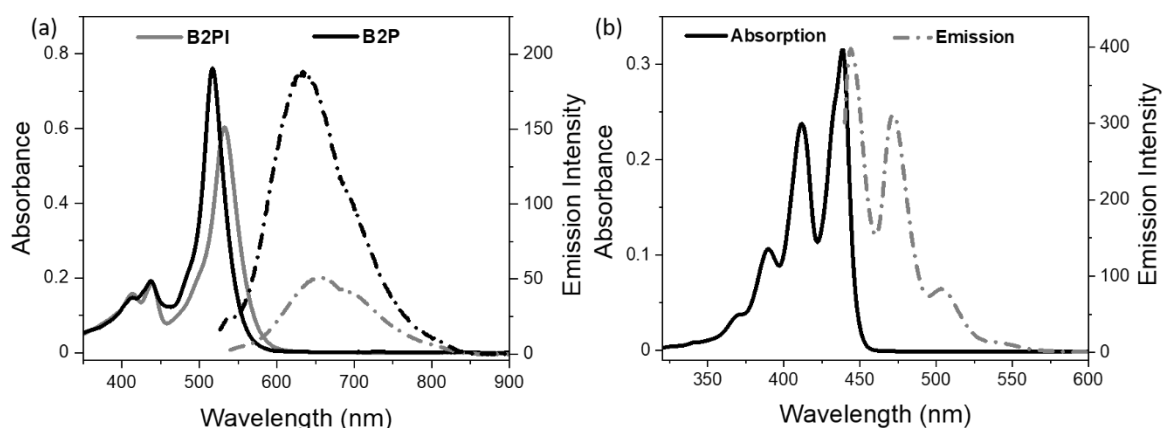 (a)
B2PI
B2P
0.8
0.6
0.4
0.2
0
200
150
100
50
0
Absorbance
Emission Intensity
400
500
600
700
800
900
Wavelength (nm)
(b)
Absorption
Emission
0.3
0.2
0.1
0
400
300
200
100
0
Absorbance
Emission Intensity
350
400
450
500
550
600
Wavelength (nm)